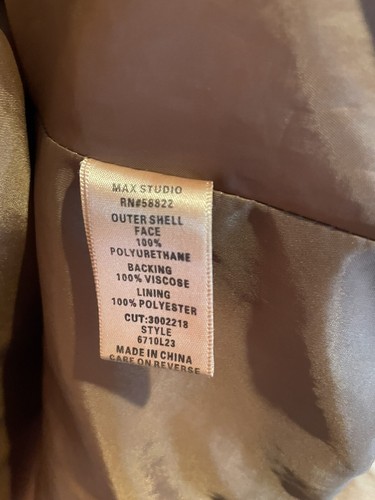 MAX STUDIO
RN#58822
OUTER SHELL
FACE
100%
POLYURETHANE
BACKING
100% VISCOSE
LINING
100% POLYESTER
CUT:3002218
STYLE
6710L23
MADE IN CHINA
CARE ON REVERSE